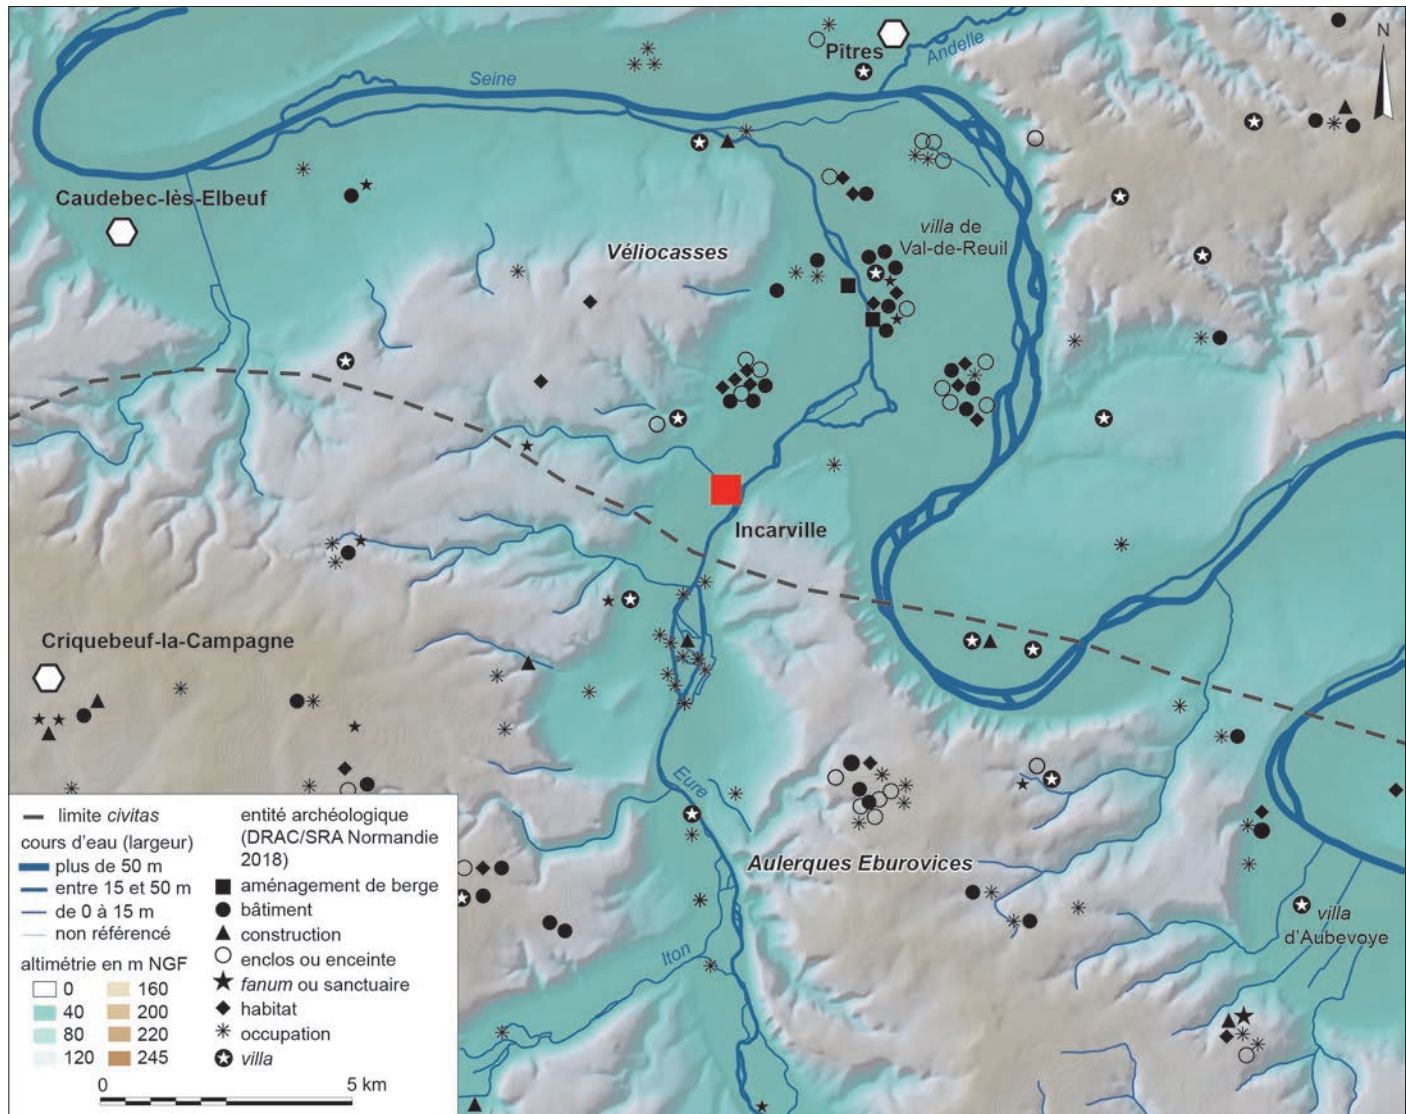 Pîtres
Andelle
N
Seine
Caudebec-lès-Elbeuf
Véliocasses
villa de
Val-de-Reuil
Incarville
Criquebeuf-la-Campagne
Eure
Aulerques Eburovices
Iton
villa
d'Aubevoye
limite civitas
cours d'eau (largeur)
plus de 50 m
entre 15 et 50 m
de 0 à 15 m
non référencé
altimétrie en m NGF
0
40
80
120
160
200
220
245
entité archéologique
(DRAC/SRA Normandie
2018)
aménagement de berge
bâtiment
construction
enclos ou enceinte
fanum ou sanctuaire
habitat
occupation
villa
0 5 km